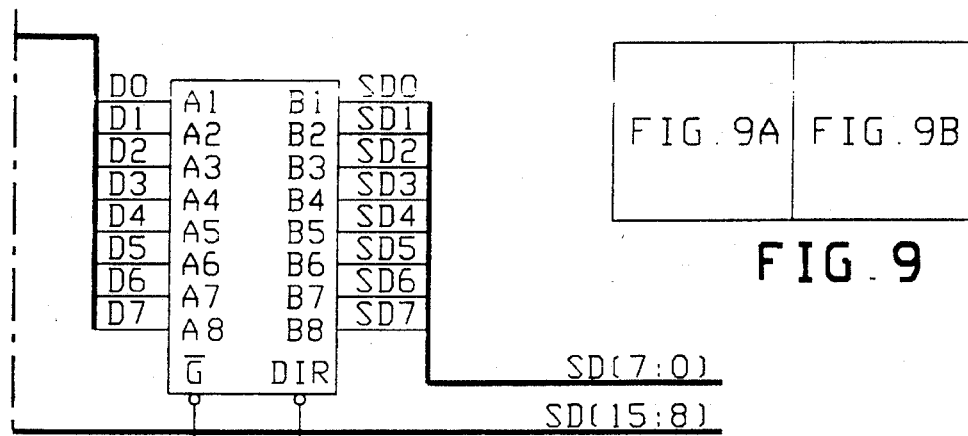 D0 A1 B1 SD0
D1 A2 B2 SD1
D2 A3 B3 SD2
D3 A4 B4 SD3
D4 A5 B5 SD4
D5 A6 B6 SD5
D6 A7 B7 SD6
D7 A8 B8 SD7
G DIR
SD(7:0)
SD(15:8)
FIG.9A FIG.9B
FIG.9